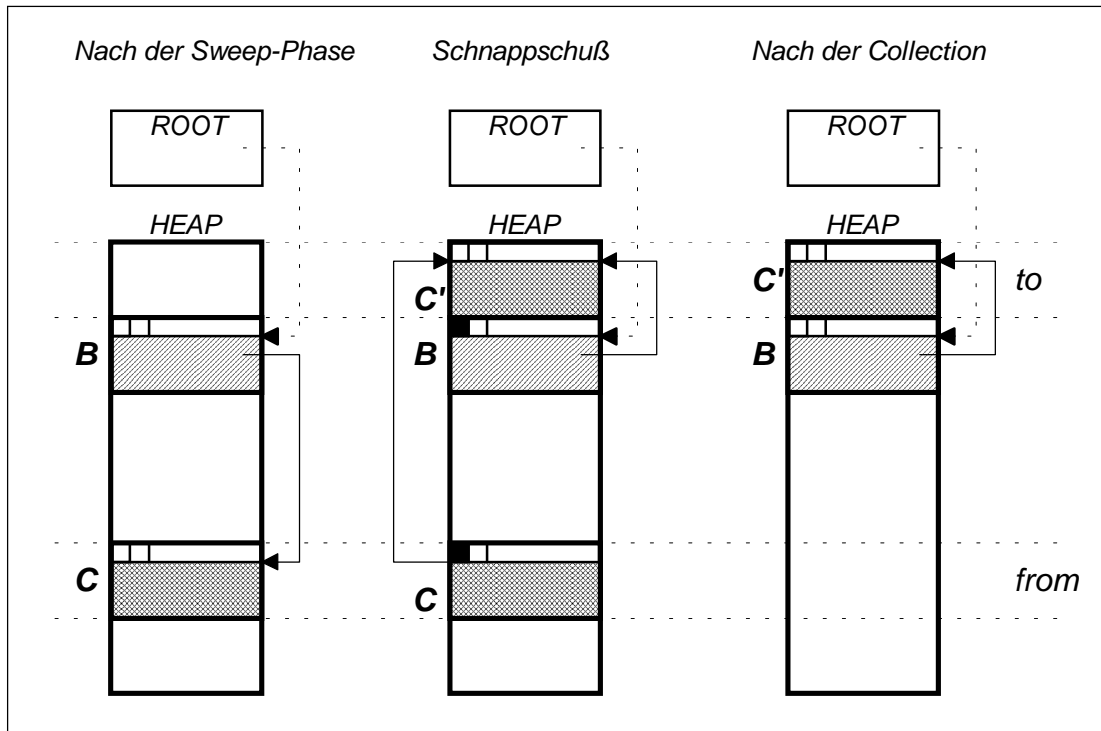 Nach der Sweep-Phase
Schnappschuß
Nach der Collection
ROOT
ROOT
ROOT
HEAP
HEAP
HEAP
C'
C'
to
B
B
B
C
C
from